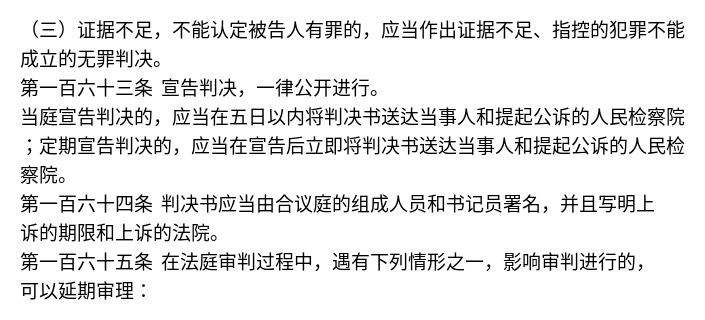 （三）证据不足，不能认定被告人有罪的，应当作出证据不足、指控的犯罪不能
成立的无罪判决。
第一百六十三条 宣告判决，一律公开进行。
当庭宣告判决的，应当在五日以内将判决书送达当事人和提起公诉的人民检察院
；定期宣告判决的，应当在宣告后立即将判决书送达当事人和提起公诉的人民检
察院。
第一百六十四条 判决书应当由合议庭的组成人员和书记员署名，并且写明上
诉的期限和上诉的法院。
第一百六十五条 在法庭审判过程中，遇有下列情形之一，影响审判进行的，
可以延期审理：